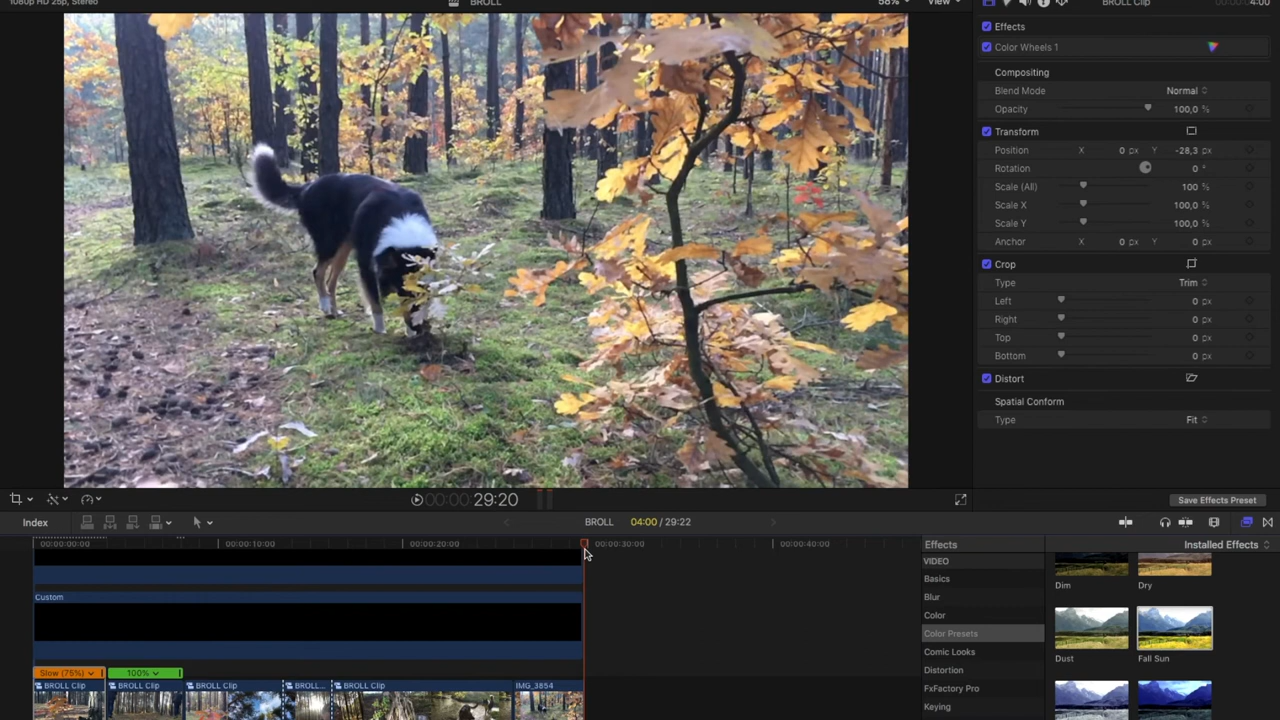 1080p HD 25p, Stereo
BROLL
58%
View
BROLL Clip
4:00
Effects
Color Wheels 1
Compositing
Blend Mode Normal
Opacity 100,0 %
Transform
Position X 0 px Y -28,3 px
Rotation 0 °
Scale (All) 100 %
Scale X 100,0 %
Scale Y 100,0 %
Anchor X 0 px Y 0 px
Crop
Type Trim
Left 0 px
Right 0 px
Top 0 px
Bottom 0 px
Distort
Spatial Conform
Type Fit
00:00:29:20
Save Effects Preset
Index
BROLL 04:00 / 29:22
00:00:00:00 00:00:10:00 00:00:20:00 00:00:30:00 00:00:40:00
Effects Installed Effects
VIDEO
Basics
Blur
Color
Color Presets
Comic Looks
Distortion
FxFactory Pro
Keying
Dim Dry
Dust Fall Sun
Custom
Slow (75%) 100%
BROLL Clip BROLL Clip BROLL Clip BROLL... BROLL Clip IMG_3854